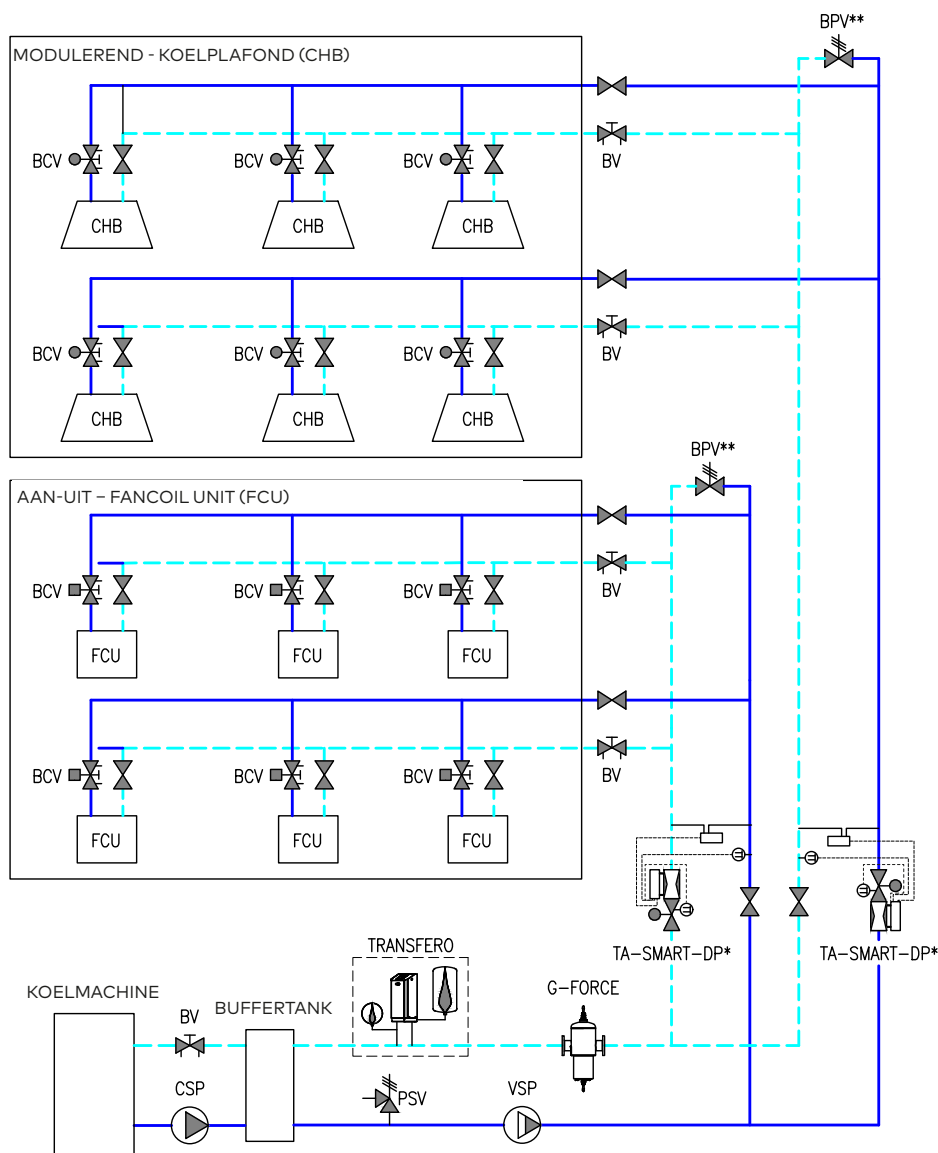 BPV**
MODULEREND - KOELPLAFOND (CHB)
BCV BCV BCV BV
CHB CHB CHB
BCV BCV BCV BV
CHB CHB CHB
BPV**
AAN-UIT – FANCOIL UNIT (FCU)
BCV BCV BCV BV
FCU FCU FCU
BCV BCV BCV BV
FCU FCU FCU
TA-SMART-DP* TA-SMART-DP*
TRANSFERO
G-FORCE
KOELMACHINE
BV
BUFFERTANK
CSP
PSV
VSP